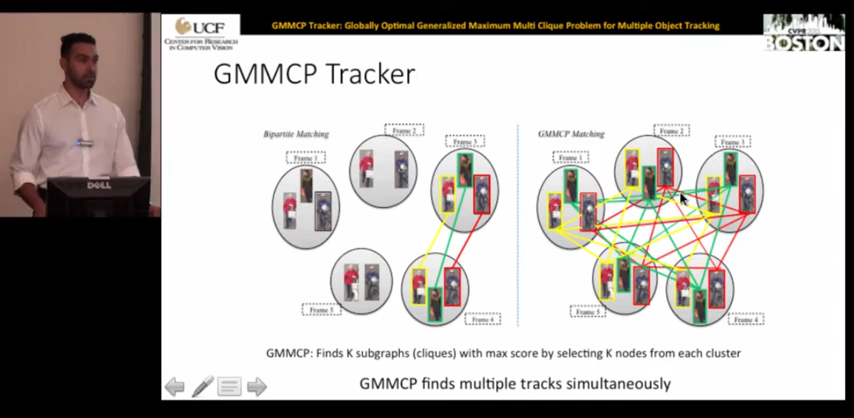 UCF
CENTER FOR RESEARCH
IN COMPUTER VISION
GMMCP Tracker: Globally Optimal Generalized Maximum Multi Clique Problem for Multiple Object Tracking
CVPR
BOSTON
GMMCP Tracker
Bipartite Matching
Frame 1
Frame 2
Frame 3
Frame 5
Frame 4
GMMCP Matching
Frame 1
Frame 2
Frame 3
Frame 5
Frame 4
GMMCP: Finds K subgraphs (cliques) with max score by selecting K nodes from each cluster
GMMCP finds multiple tracks simultaneously
DELL